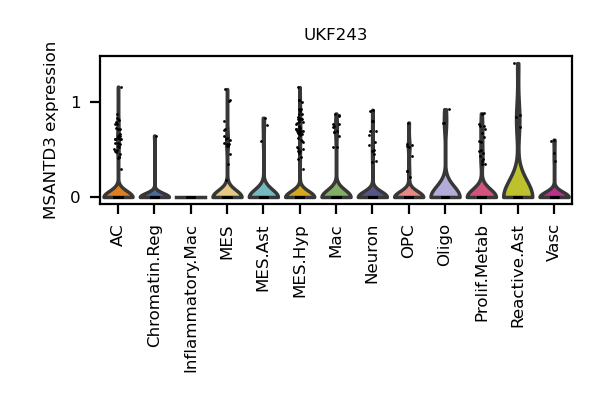 UKF243
MSANTD3 expression
1
0
AC
Chromatin.Reg
Inflammatory.Mac
MES
MES.Ast
MES.Hyp
Mac
Neuron
OPC
Oligo
Prolif.Metab
Reactive.Ast
Vasc